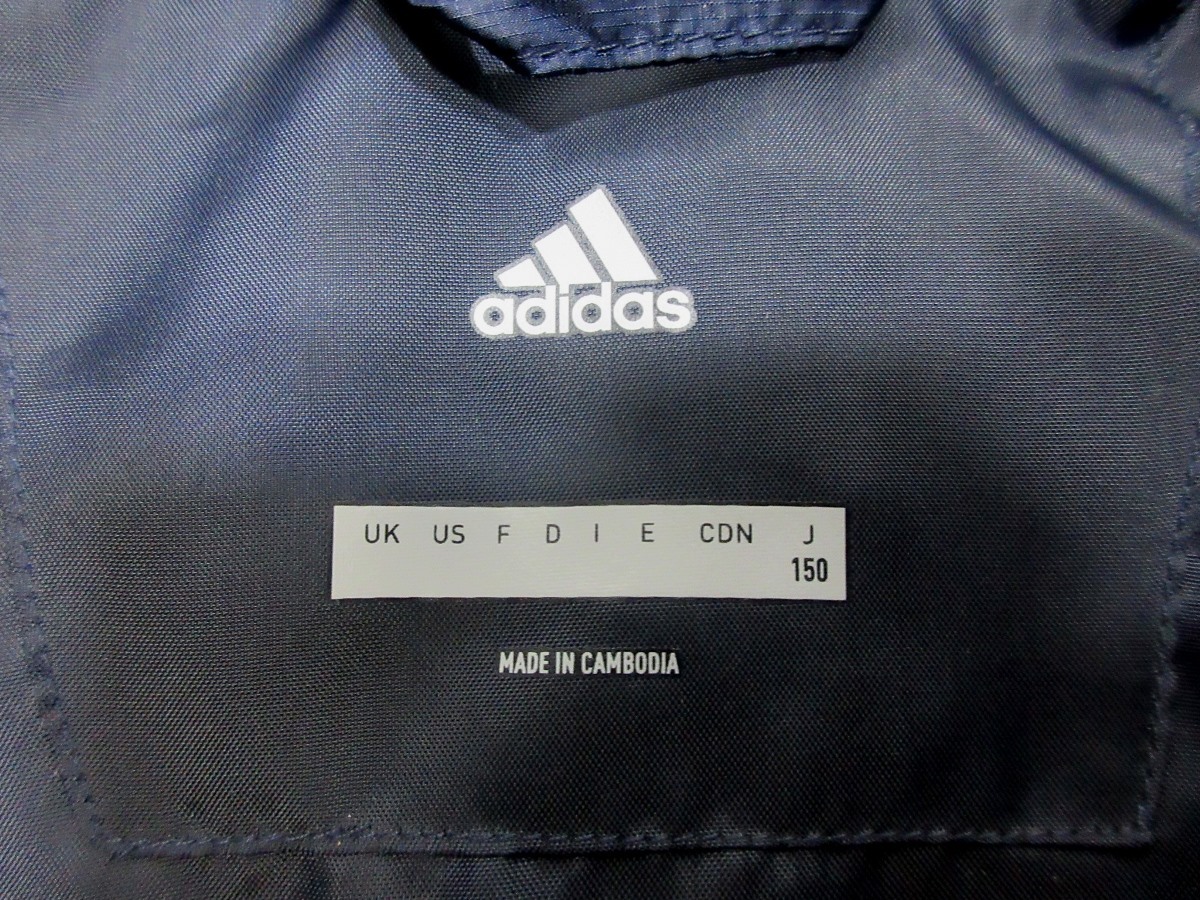 adidas
UK US F D I E CDN J
150
MADE IN CAMBODIA